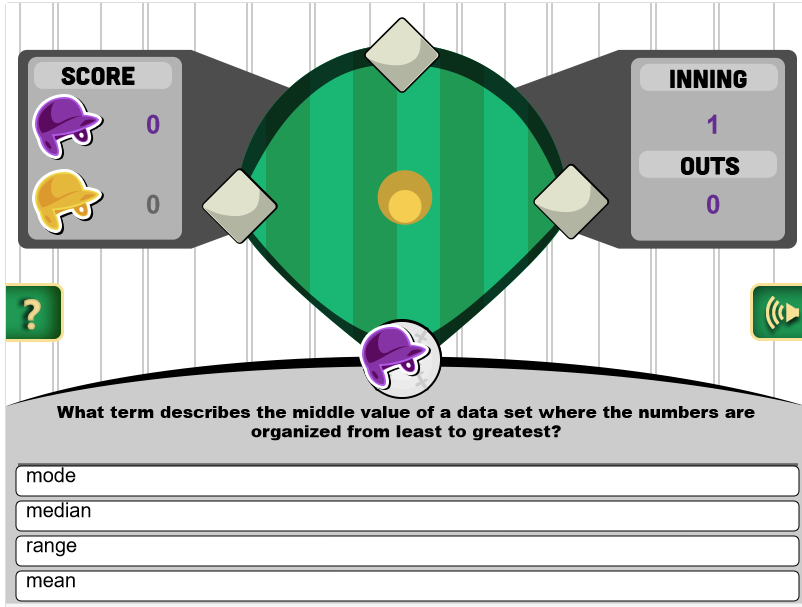 SCORE
0
0
INNING
1
OUTS
0
?
What term describes the middle value of a data set where the numbers are
organized from least to greatest?
mode
median
range
mean